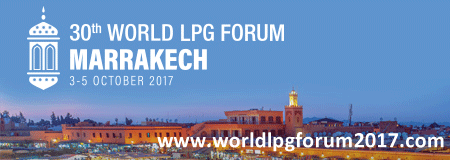 30th WORLD LPG FORUM
MARRAKECH
3-5 OCTOBER 2017
www.worldlpgforum2017.com